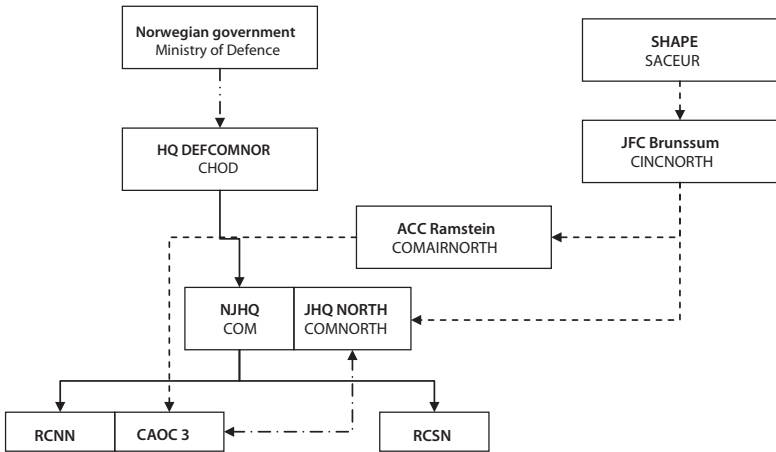 Norwegian government
Ministry of Defence
SHAPE
SACEUR
HQ DEFCOMNOR
CHOD
JFC Brunssum
CINCNORTH
ACC Ramstein
COMAIRNORTH
NJHQ
COM
JHQ NORTH
COMNORTH
RCNN
CAOC 3
RCSN